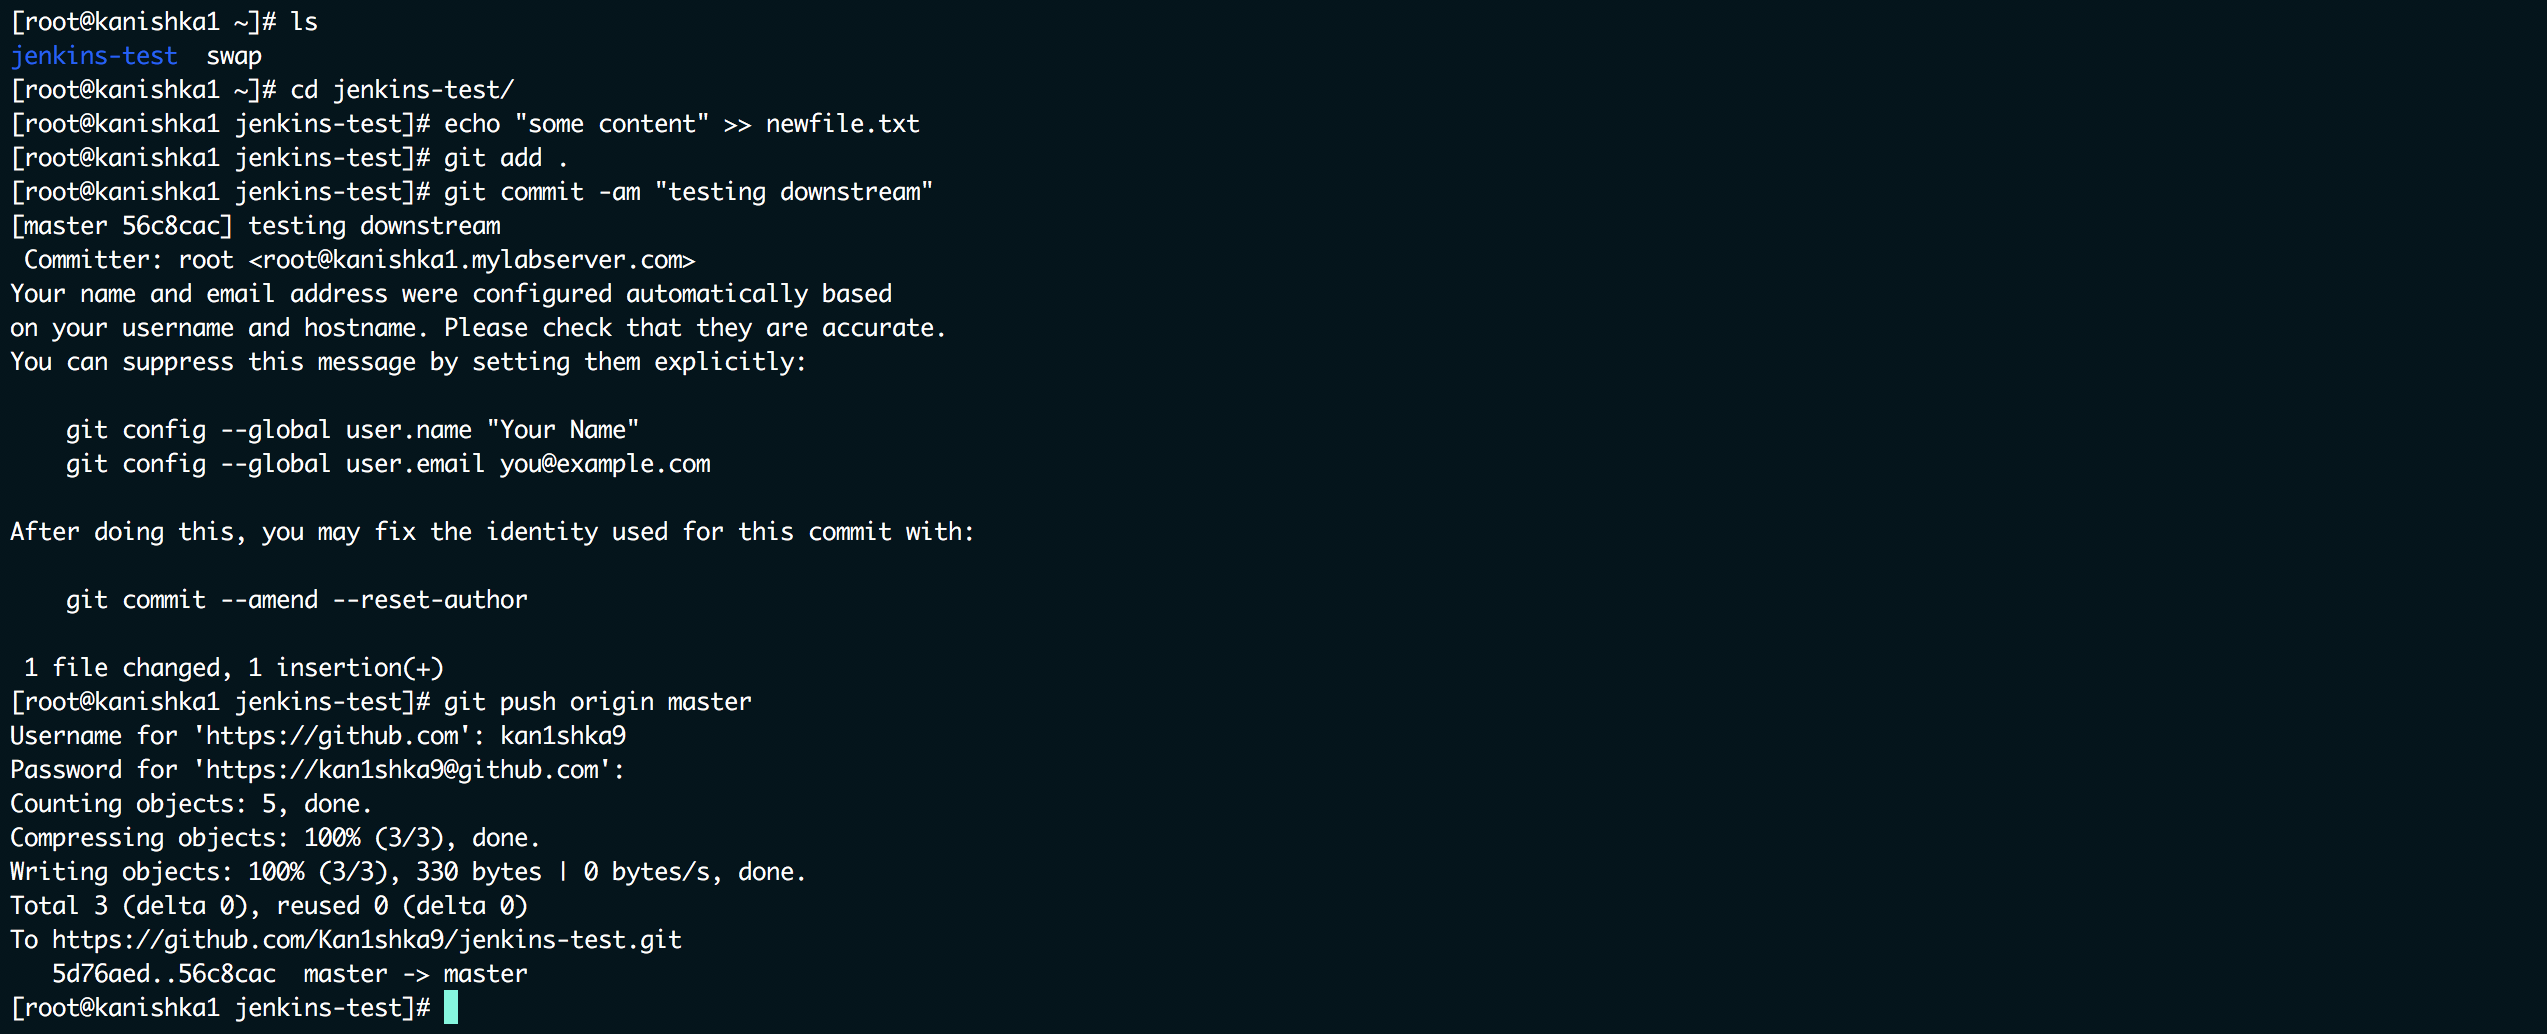 [root@kanishka1 ~]# ls
jenkins-test  swap
[root@kanishka1 ~]# cd jenkins-test/
[root@kanishka1 jenkins-test]# echo "some content" >> newfile.txt
[root@kanishka1 jenkins-test]# git add .
[root@kanishka1 jenkins-test]# git commit -am "testing downstream"
[master 56c8cac] testing downstream
 Committer: root <root@kanishka1.mylabserver.com>
Your name and email address were configured automatically based
on your username and hostname. Please check that they are accurate.
You can suppress this message by setting them explicitly:

    git config --global user.name "Your Name"
    git config --global user.email you@example.com

After doing this, you may fix the identity used for this commit with:

    git commit --amend --reset-author

 1 file changed, 1 insertion(+)
[root@kanishka1 jenkins-test]# git push origin master
Username for 'https://github.com': kan1shka9
Password for 'https://kan1shka9@github.com':
Counting objects: 5, done.
Compressing objects: 100% (3/3), done.
Writing objects: 100% (3/3), 330 bytes | 0 bytes/s, done.
Total 3 (delta 0), reused 0 (delta 0)
To https://github.com/Kan1shka9/jenkins-test.git
   5d76aed..56c8cac  master -> master
[root@kanishka1 jenkins-test]#